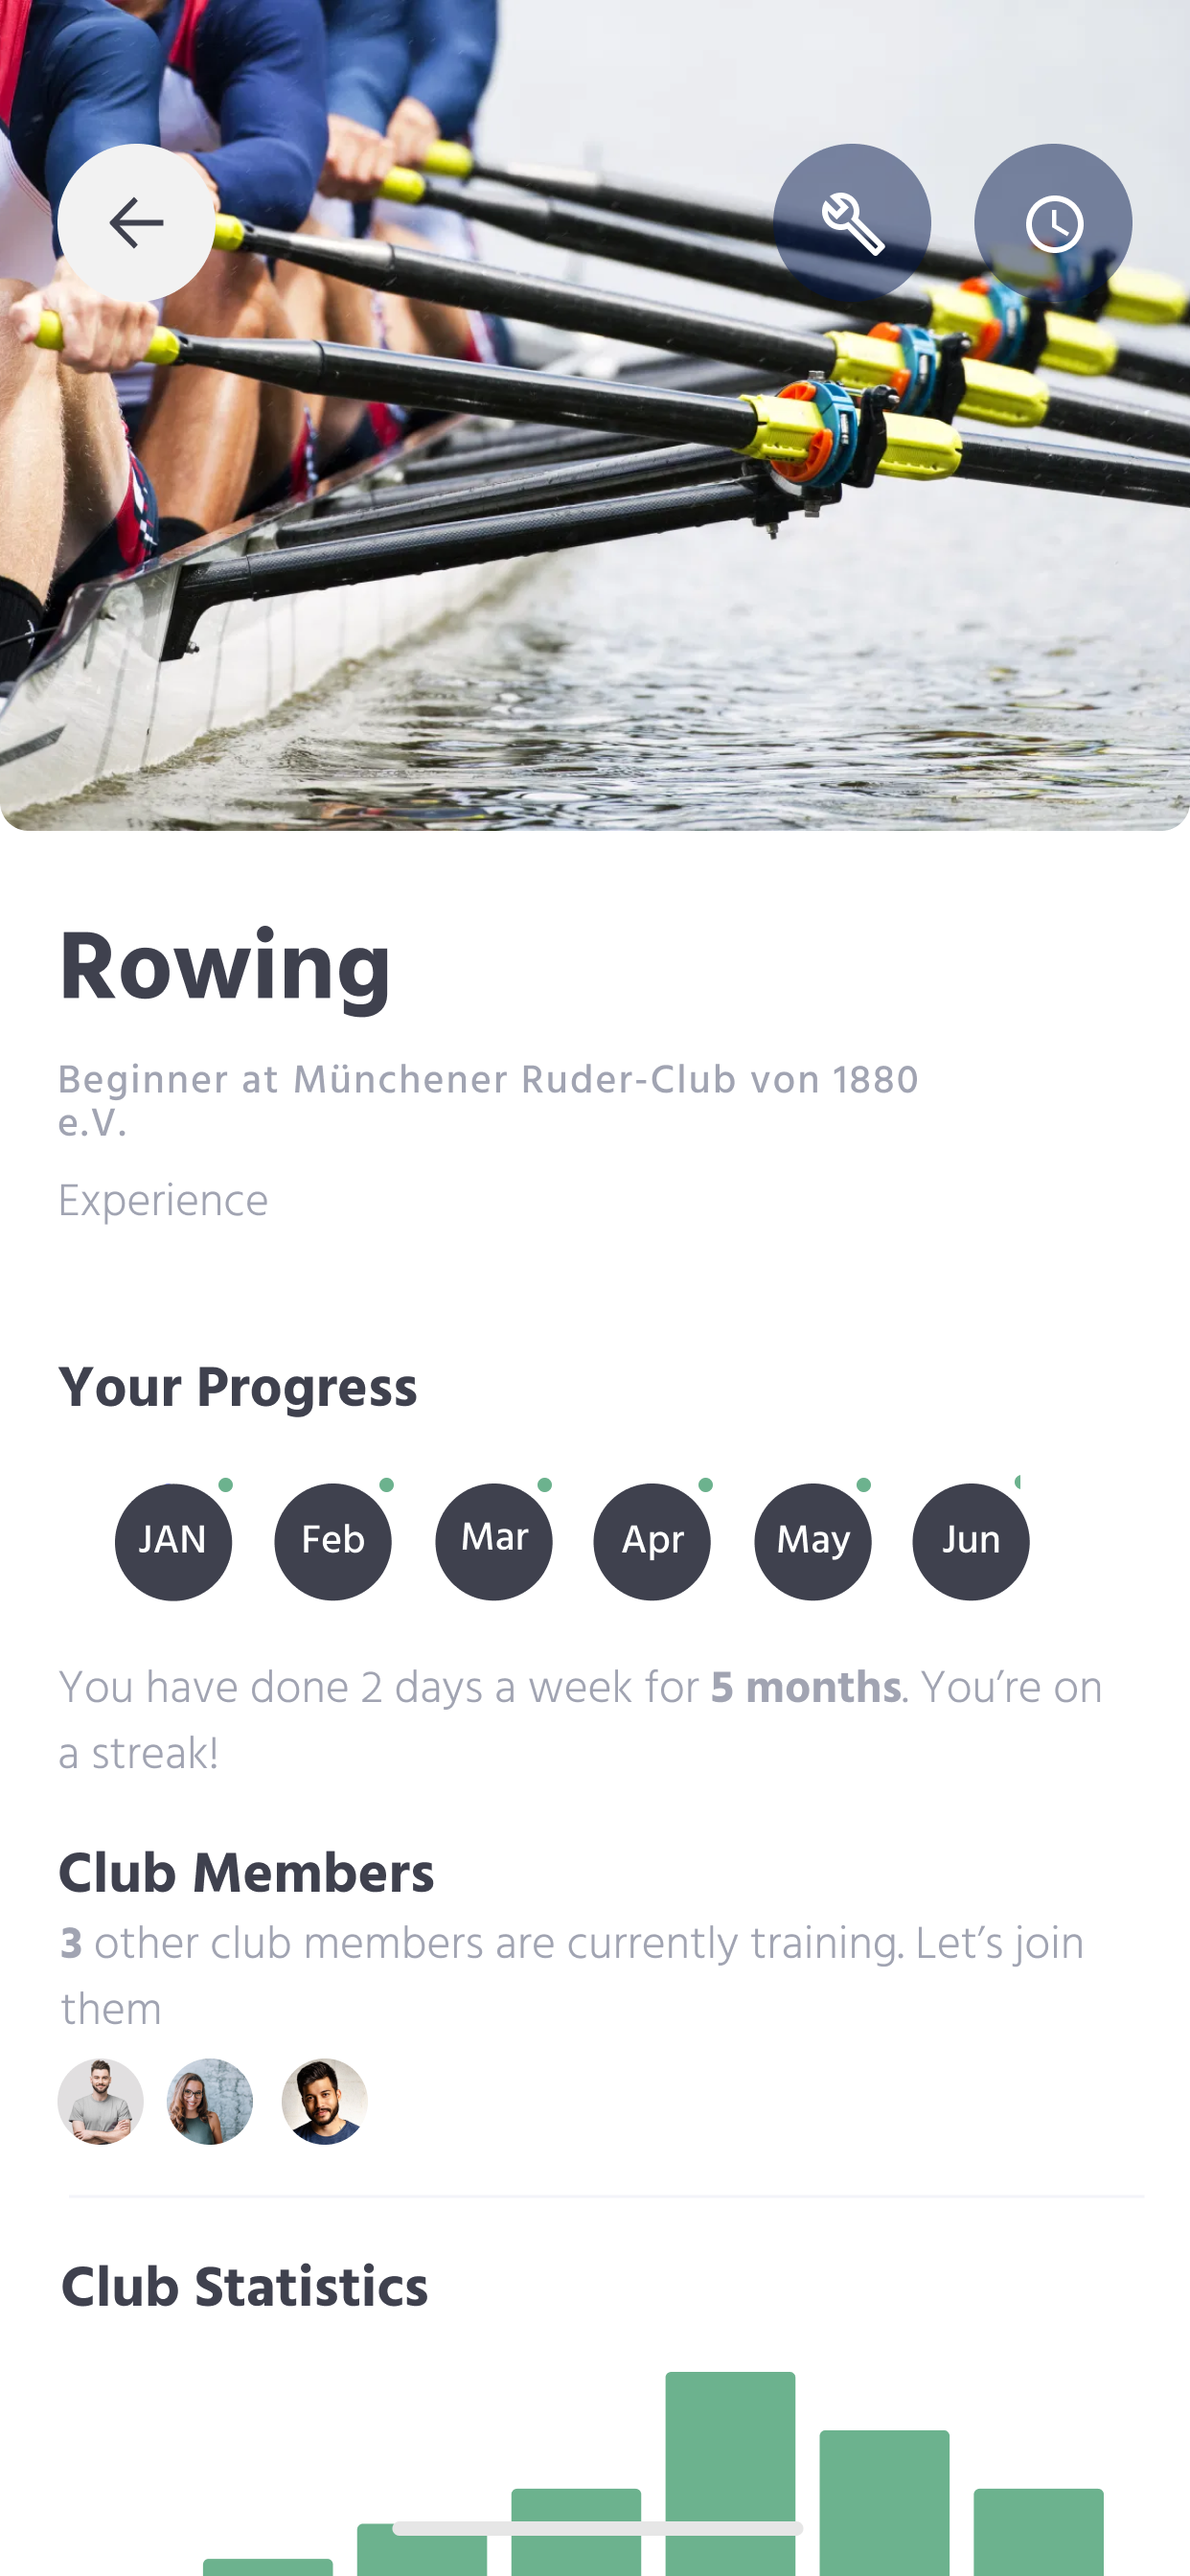 Rowing
Beginner at Münchener Ruder-Club von 1880
e.V.
Experience
Your Progress
JAN Feb Mar Apr May Jun
You have done 2 days a week for 5 months. You’re on
a streak!
Club Members
3 other club members are currently training. Let’s join
them
Club Statistics